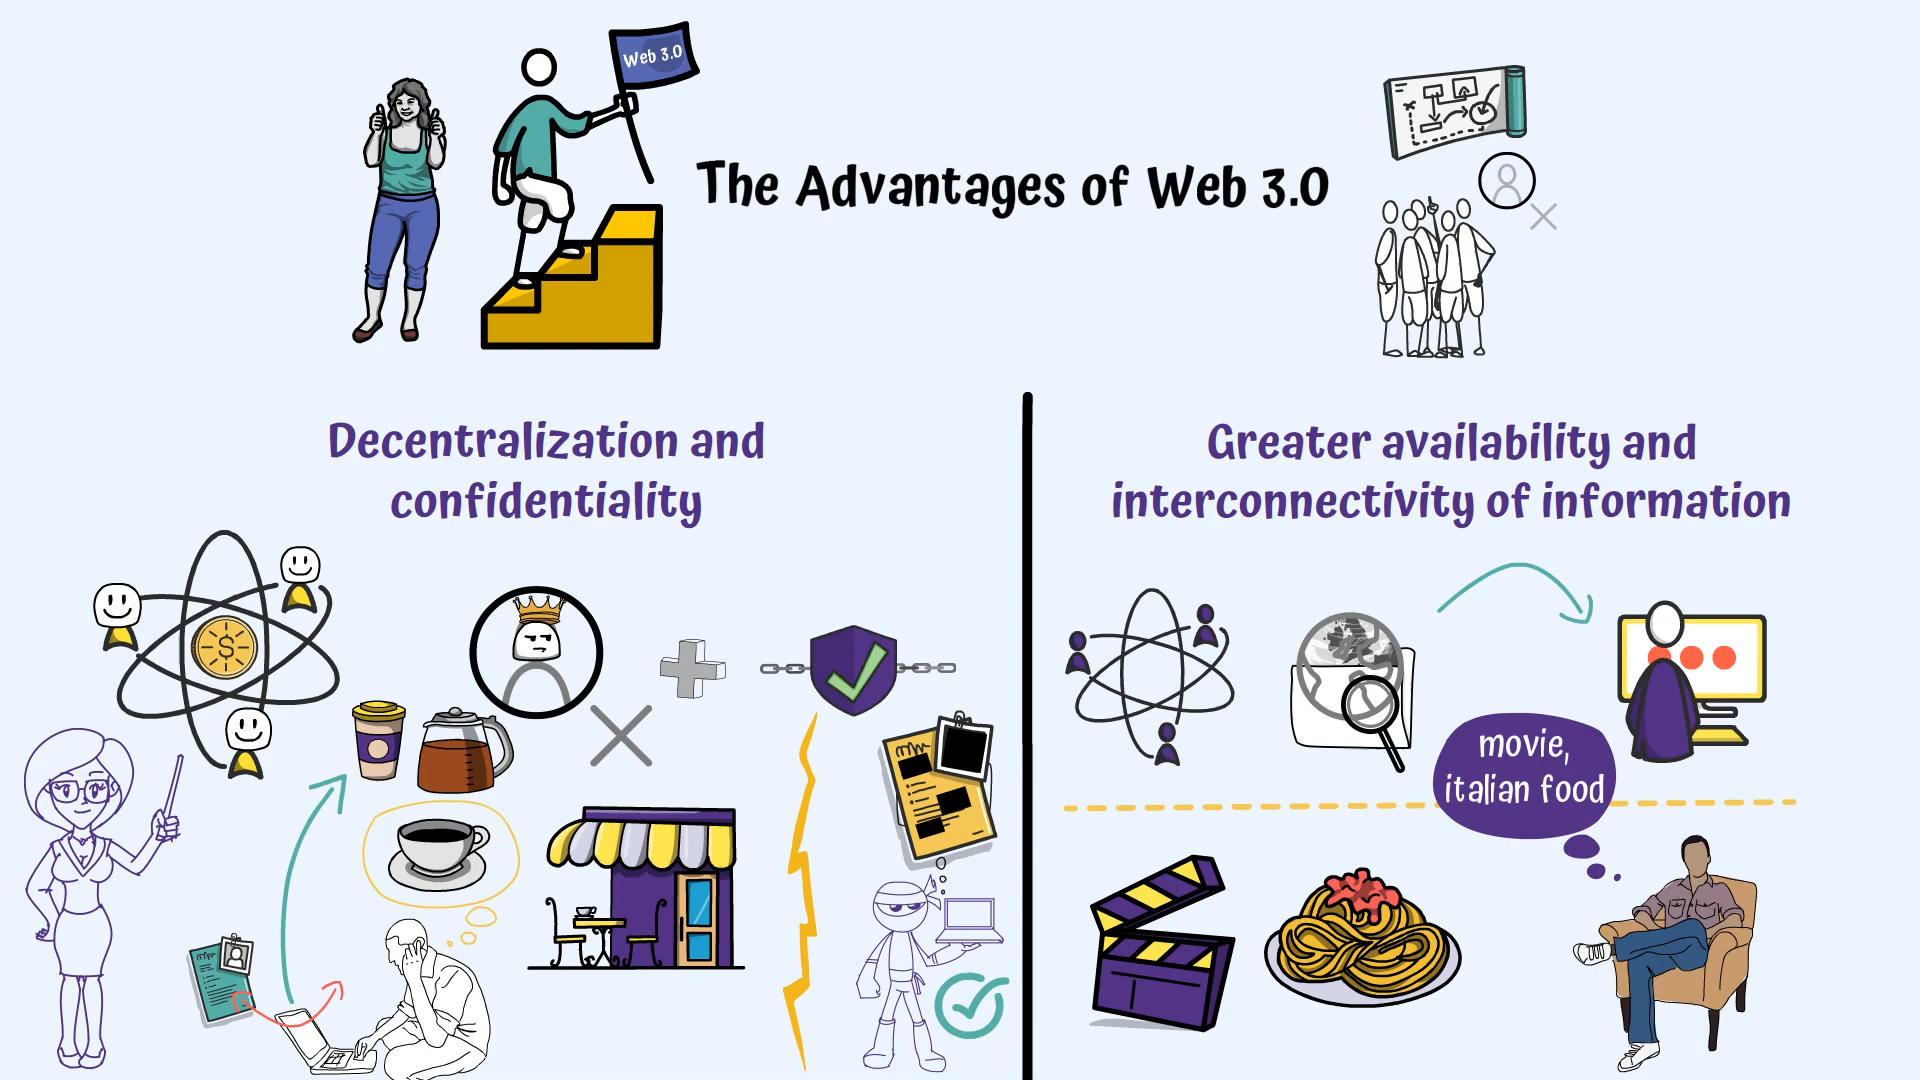 Web 3.0
The Advantages of Web 3.0
Decentralization and
confidentiality
Greater availability and
interconnectivity of information
movie,
italian food